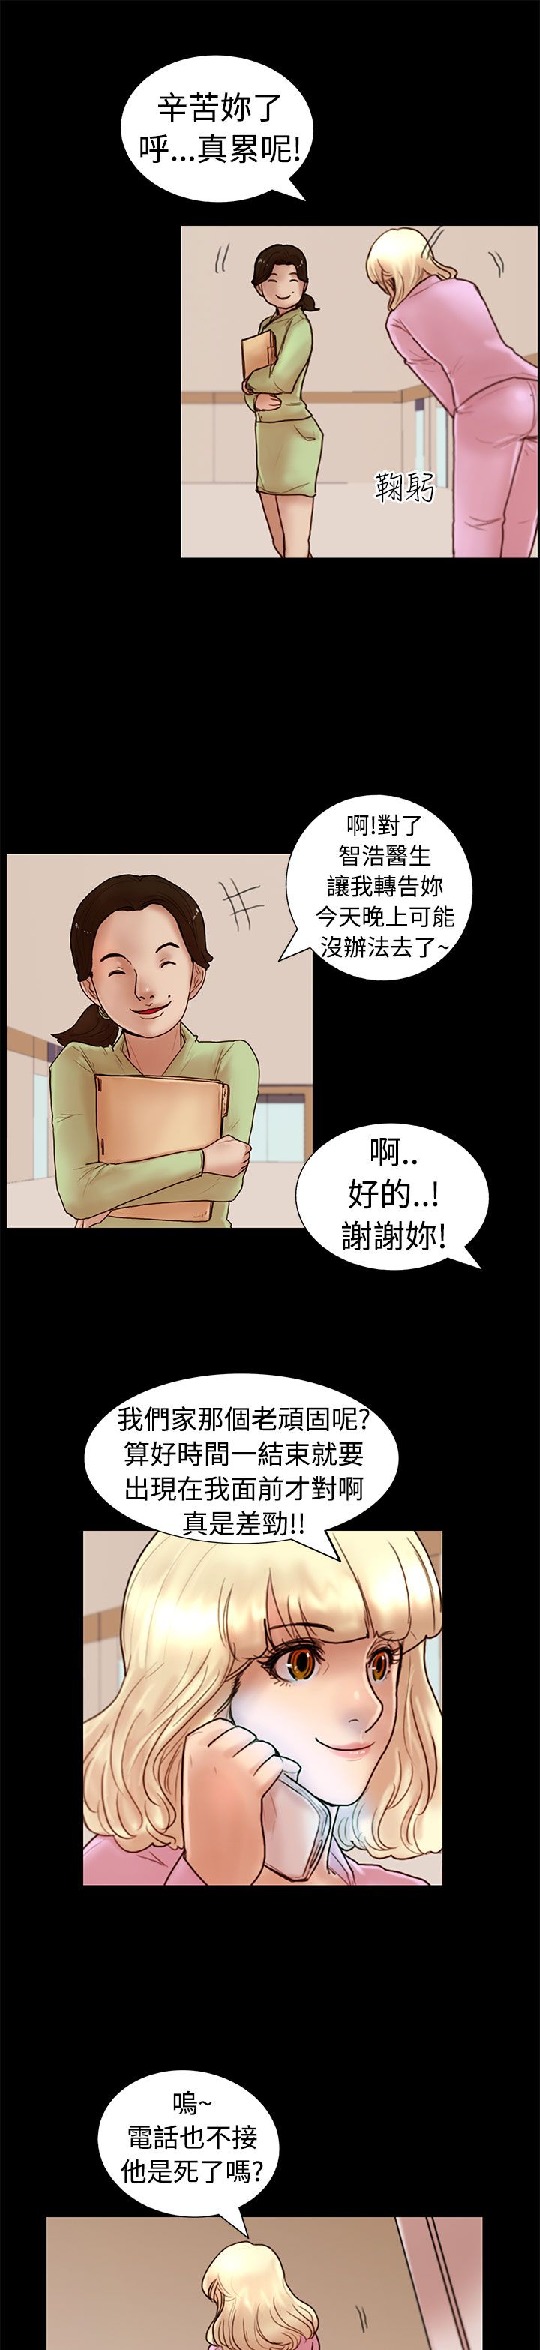 辛苦妳了
呼...真累呢!
鞠躬
啊!對了
智浩醫生
讓我轉告妳
今天晚上可能
沒辦法去了~
啊..
好的..!
謝謝妳!
我們家那個老頑固呢?
算好時間一結束就要
出現在我面前才對啊
真是差勁!!
嗚~
電話也不接
他是死了嗎?